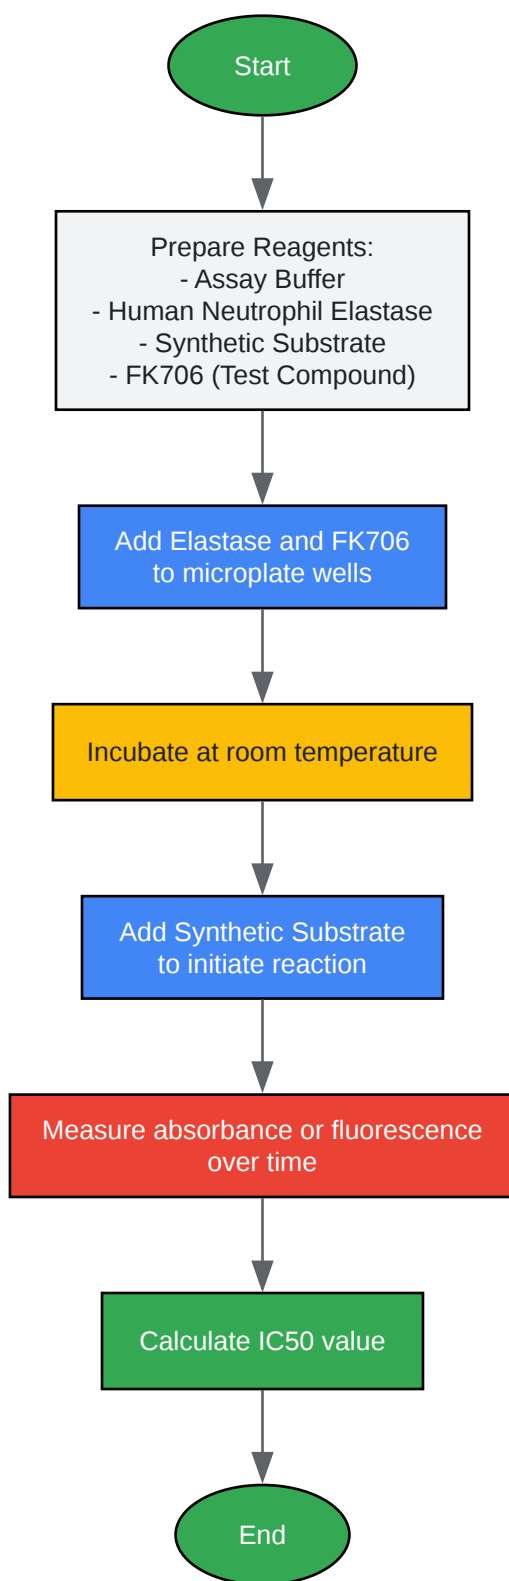 Start
Prepare Reagents:
- Assay Buffer
- Human Neutrophil Elastase
- Synthetic Substrate
- FK706 (Test Compound)
Add Elastase and FK706
to microplate wells
Incubate at room temperature
Add Synthetic Substrate
to initiate reaction
Measure absorbance or fluorescence
over time
Calculate IC50 value
End